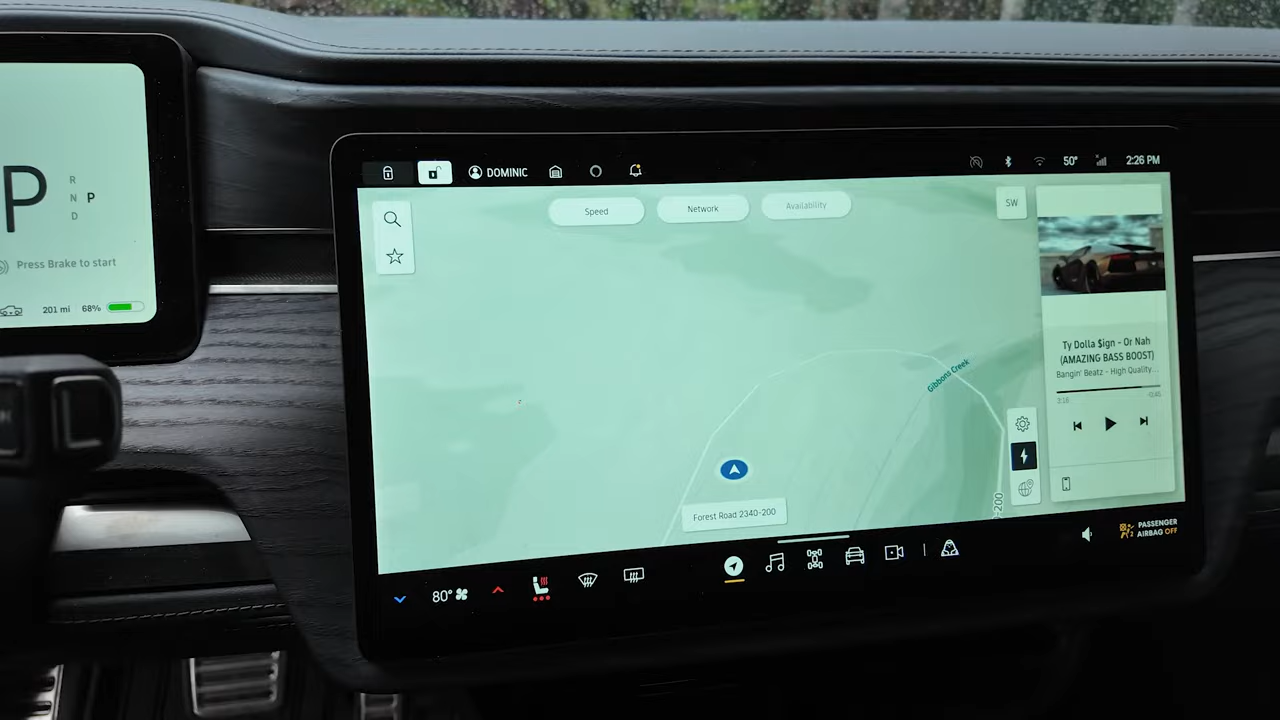 P
R
N P
D
Press Brake to start
201 mi 68%
DOMINIC
50°
2:26 PM
Speed
Network
Availability
SW
Gibbons Creek
Forest Road 2340-200
-200
Ty Dolla $ign - Or Nah
(AMAZING BASS BOOST)
Bangin' Beatz - High Quality...
80°
PASSENGER
AIRBAG OFF